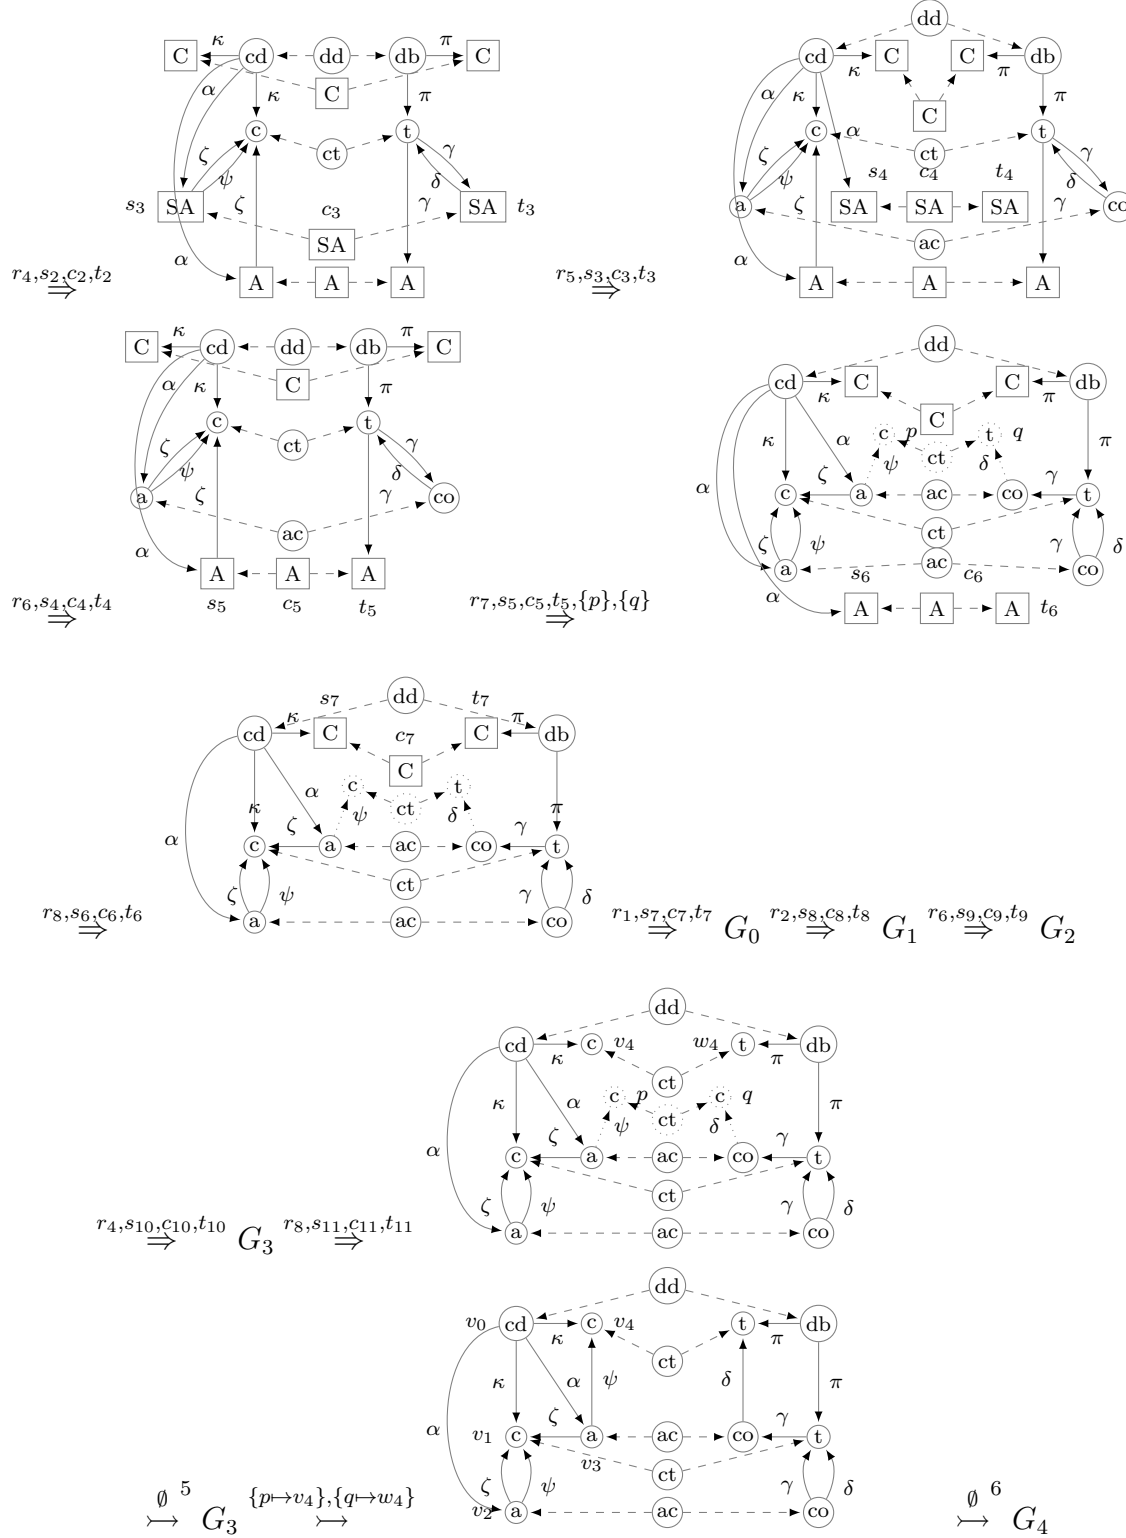 κ π
C cd dd db C
α C κ π
c ct t
ζ ψ γ δ
s₃ SA ζ c₃ γ SA t₃
SA
α
A A A
r₄,s₂,c₂,t₂
⇒
dd
cd C C db
κ π
α κ C π
c α ct t
ζ ψ s₄ c₄ t₄ γ δ
a ζ SA SA SA γ co
ac
α
A A A
r₅,s₃,c₃,t₃
⇒
κ π
C cd dd db C
α κ C π
c ct t
ζ ψ γ δ
a ζ γ co
ac
α
A A A
s₅ c₅ t₅
r₆,s₄,c₄,t₄
⇒
dd
cd C C db
κ π
C
κ α c p ct t q π
ψ δ
α ζ γ
c a ac co t
ct
ζ ψ γ δ
a ac co
s₆ c₆
α
A A A t₆
r₇,s₅,c₅,t₅,{p},{q}
⇒
s₇ dd t₇
cd κ C c₇ C π db
C
α c ct t
κ ψ δ π
α ζ γ
c a ac co t
ct
ζ ψ γ δ
a ac co
r₈,s₆,c₆,t₆
⇒
r₁,s₇,c₇,t₇
⇒ G₀
r₂,s₈,c₈,t₈
⇒ G₁
r₆,s₉,c₉,t₉
⇒ G₂
dd
cd c v₄ w₄ t db
κ π
ct
κ α c p ct c q π
ψ δ
α ζ γ
c a ac co t
ct
ζ ψ γ δ
a ac co
r₄,s₁₀,c₁₀,t₁₀
⇒ G₃
r₈,s₁₁,c₁₁,t₁₁
⇒
dd
v₀ cd c v₄ t db
κ π
ct
κ α ψ δ π
α ζ γ
v₁ c a ac co t
v₃ ct
ζ ψ γ δ
v₂ a ac co
∅ 5
↣ G₃
{p↦v₄},{q↦w₄}
↣
∅ 6
↣ G₄